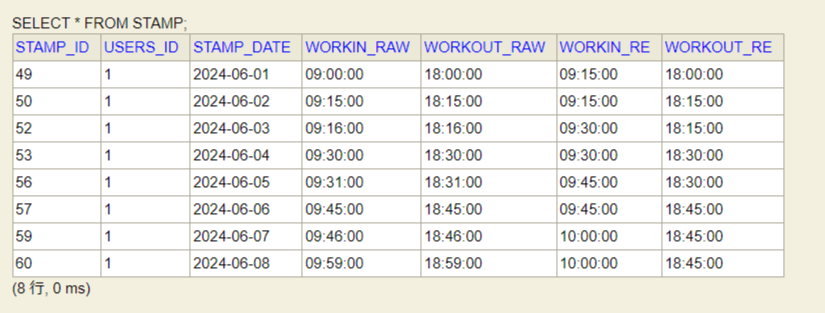 SELECT * FROM STAMP;
STAMP_ID USERS_ID STAMP_DATE WORKIN_RAW WORKOUT_RAW WORKIN_RE WORKOUT_RE
49 1 2024-06-01 09:00:00 18:00:00 09:15:00 18:00:00
50 1 2024-06-02 09:15:00 18:15:00 09:15:00 18:15:00
52 1 2024-06-03 09:16:00 18:16:00 09:30:00 18:15:00
53 1 2024-06-04 09:30:00 18:30:00 09:30:00 18:30:00
56 1 2024-06-05 09:31:00 18:31:00 09:45:00 18:30:00
57 1 2024-06-06 09:45:00 18:45:00 09:45:00 18:45:00
59 1 2024-06-07 09:46:00 18:46:00 10:00:00 18:45:00
60 1 2024-06-08 09:59:00 18:59:00 10:00:00 18:45:00
(8 行, 0 ms)